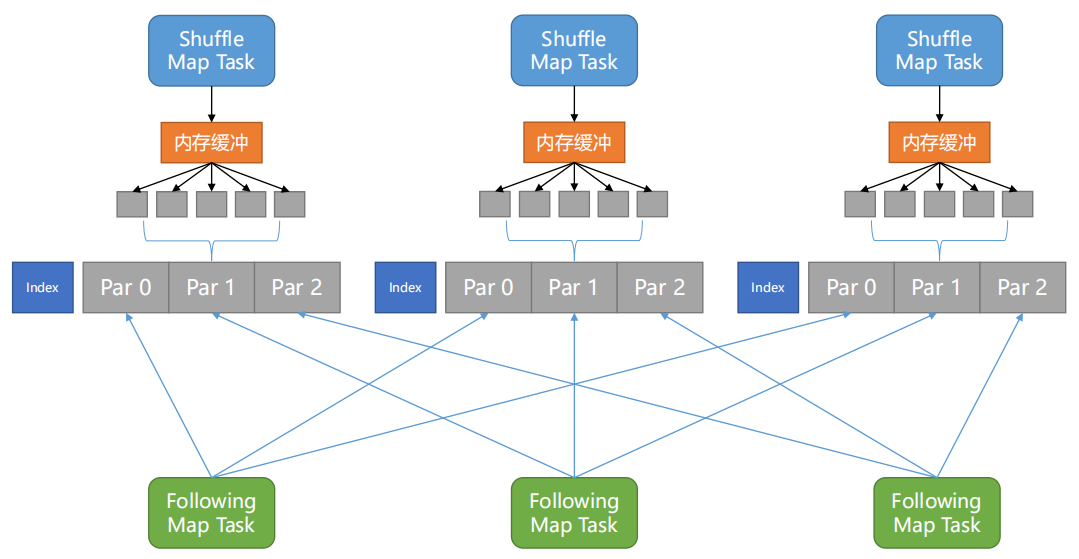 Shuffle
Map Task
Shuffle
Map Task
Shuffle
Map Task
内存缓冲
内存缓冲
内存缓冲
Index
Par 0
Par 1
Par 2
Index
Par 0
Par 1
Par 2
Index
Par 0
Par 1
Par 2
Following
Map Task
Following
Map Task
Following
Map Task